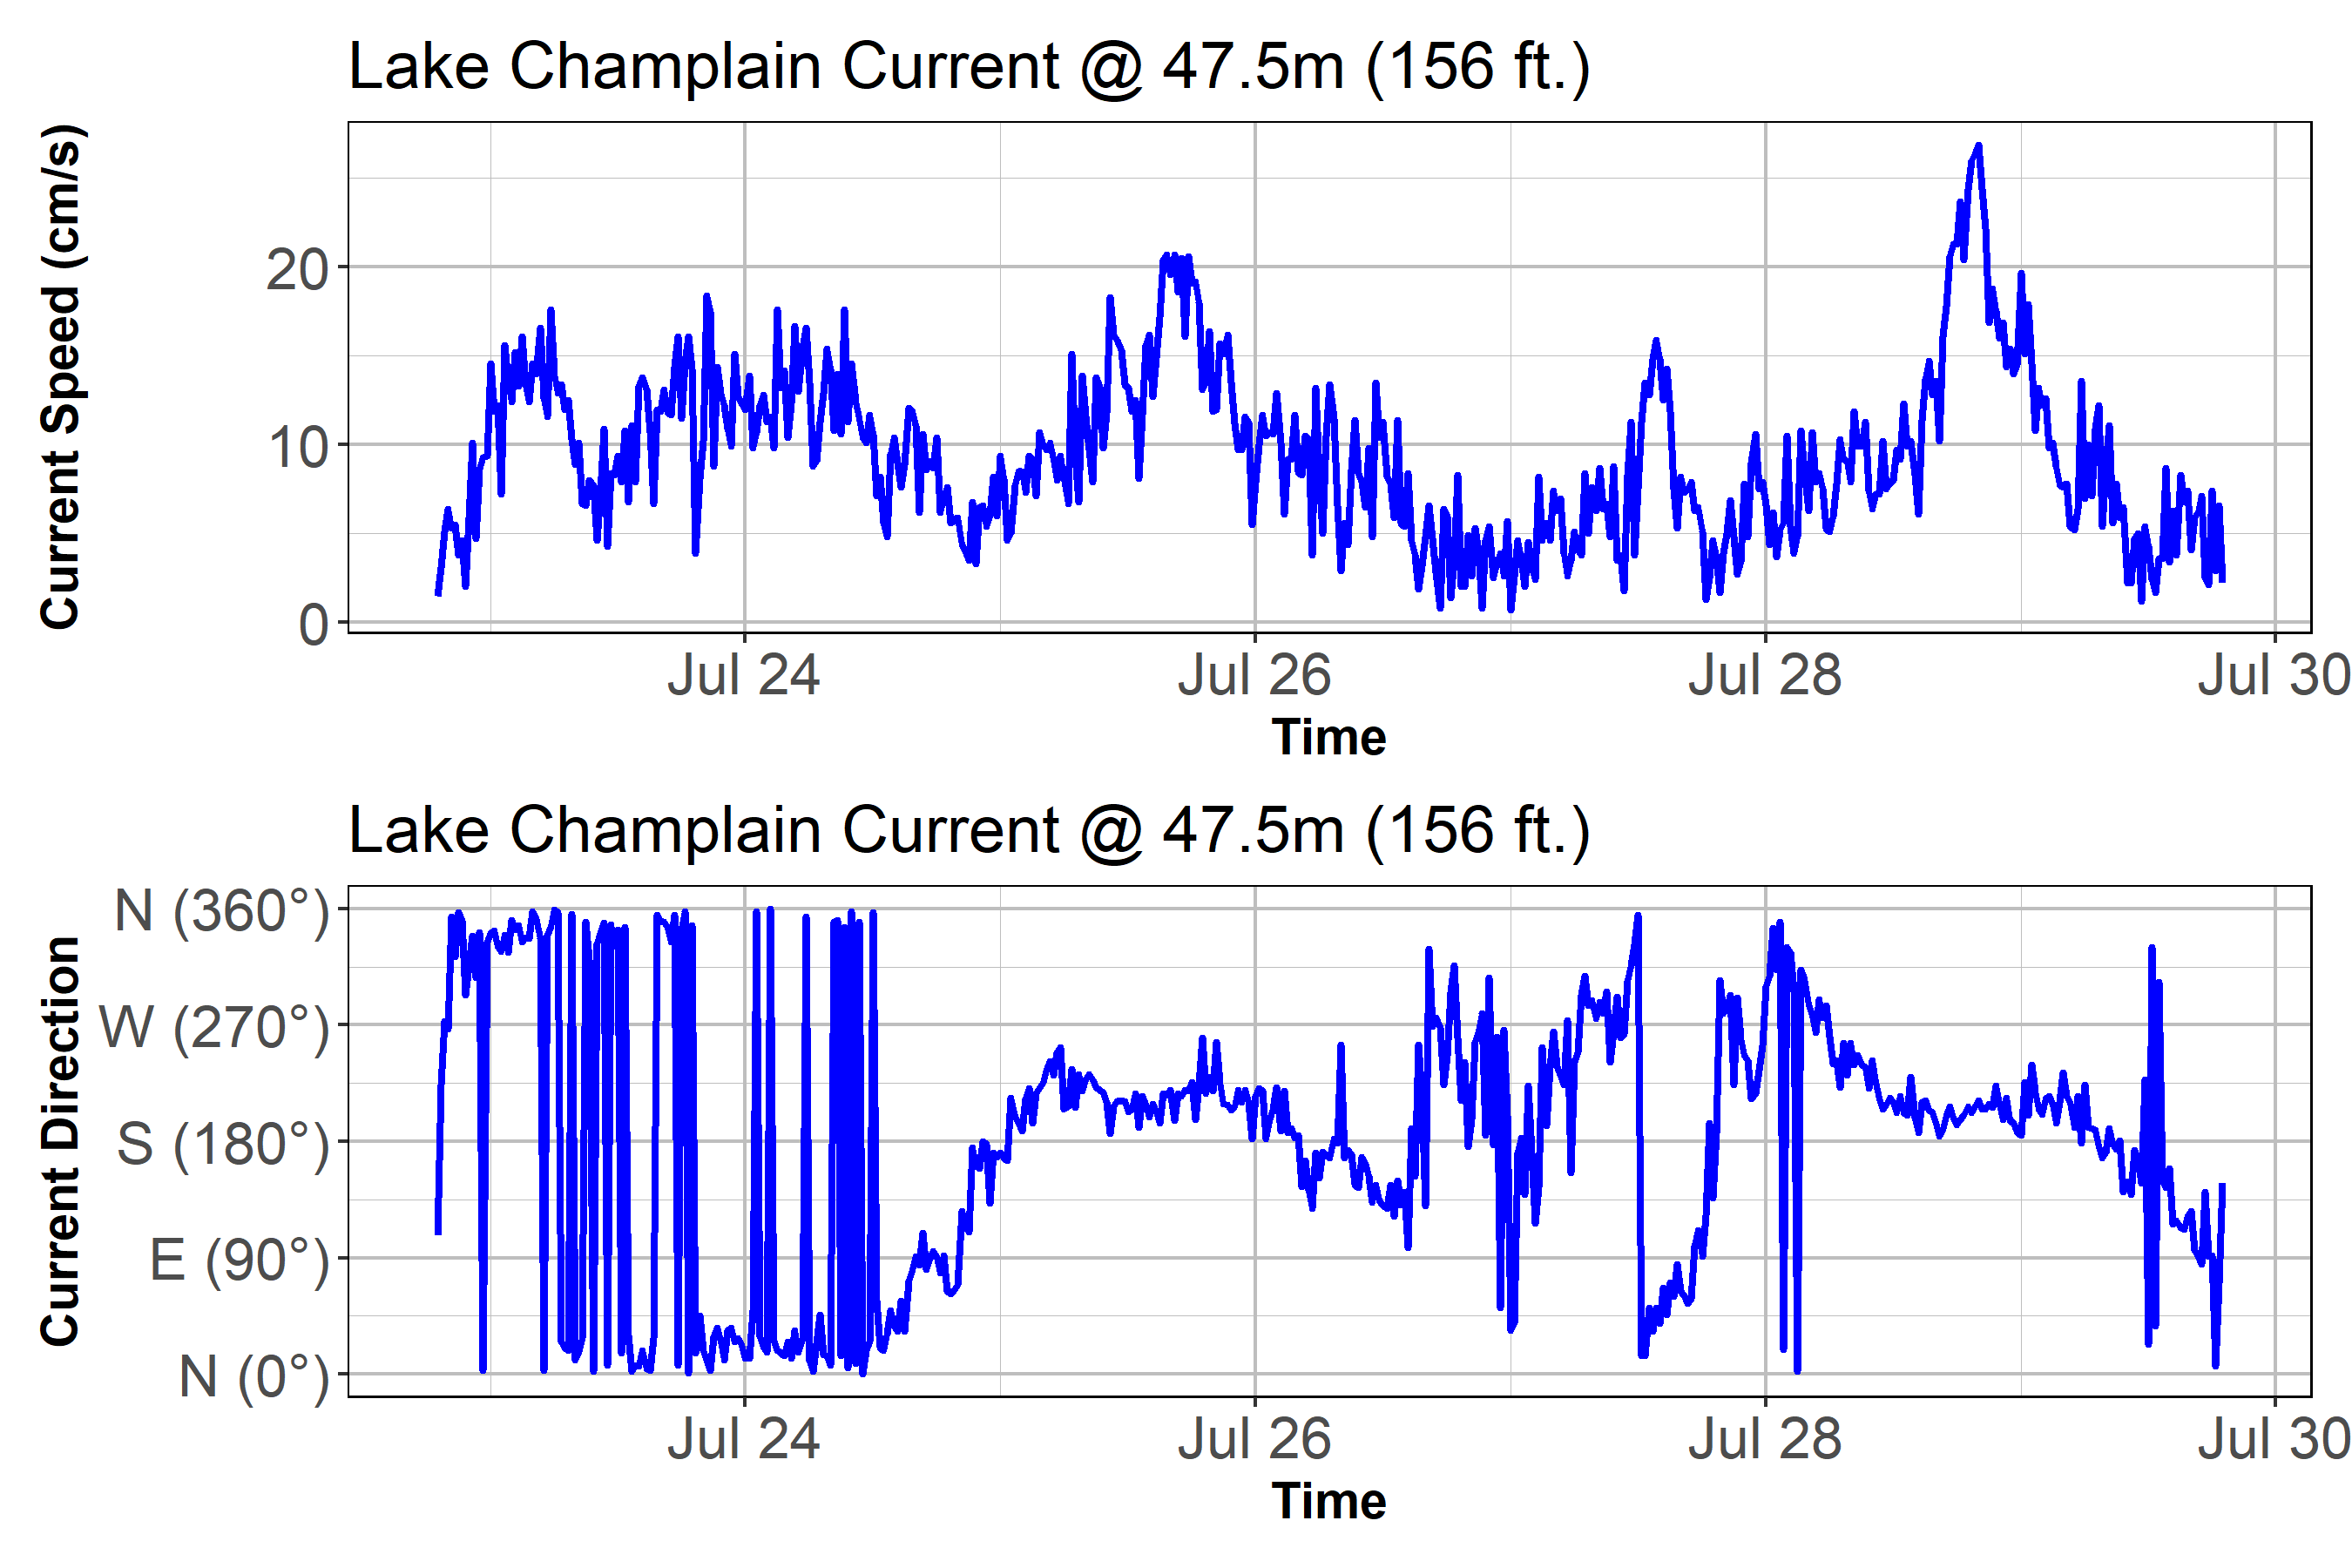 Lake Champlain Current @ 47.5m (156 ft.)
Current Speed (cm/s)
20
10
0
Jul 24 Jul 26 Jul 28 Jul 30
Time
Lake Champlain Current @ 47.5m (156 ft.)
Current Direction
N (360°)
W (270°)
S (180°)
E (90°)
N (0°)
Jul 24 Jul 26 Jul 28 Jul 30
Time